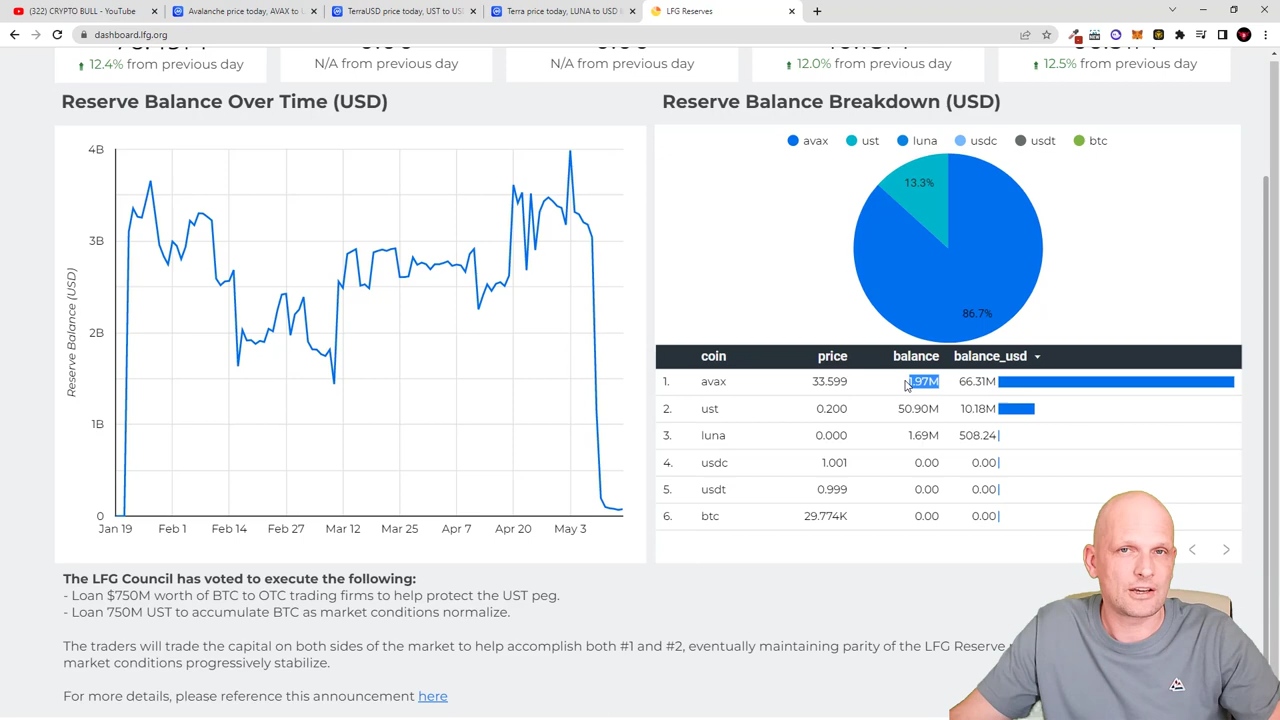 (322) CRYPTO BULL - YouTube
Avalanche price today, AVAX to U
TerraUSD price today, UST to US
Terra price today, LUNA to USD l
LFG Reserves
dashboard.lfg.org
12.4% from previous day
N/A from previous day
N/A from previous day
12.0% from previous day
12.5% from previous day
Reserve Balance Over Time (USD)
Reserve Balance (USD)
4B
3B
2B
1B
0
Jan 19 Feb 1 Feb 14 Feb 27 Mar 12 Mar 25 Apr 7 Apr 20 May 3
Reserve Balance Breakdown (USD)
avax ust luna usdc usdt btc
13.3%
86.7%
coin price balance balance_usd
1. avax 33.599 1.97M 66.31M
2. ust 0.200 50.90M 10.18M
3. luna 0.000 1.69M 508.24
4. usdc 1.001 0.00 0.00
5. usdt 0.999 0.00 0.00
6. btc 29.774K 0.00 0.00
The LFG Council has voted to execute the following:
- Loan $750M worth of BTC to OTC trading firms to help protect the UST peg.
- Loan 750M UST to accumulate BTC as market conditions normalize.
The traders will trade the capital on both sides of the market to help accomplish both #1 and #2, eventually maintaining parity of the LFG Reserve
market conditions progressively stabilize.
For more details, please reference this announcement here